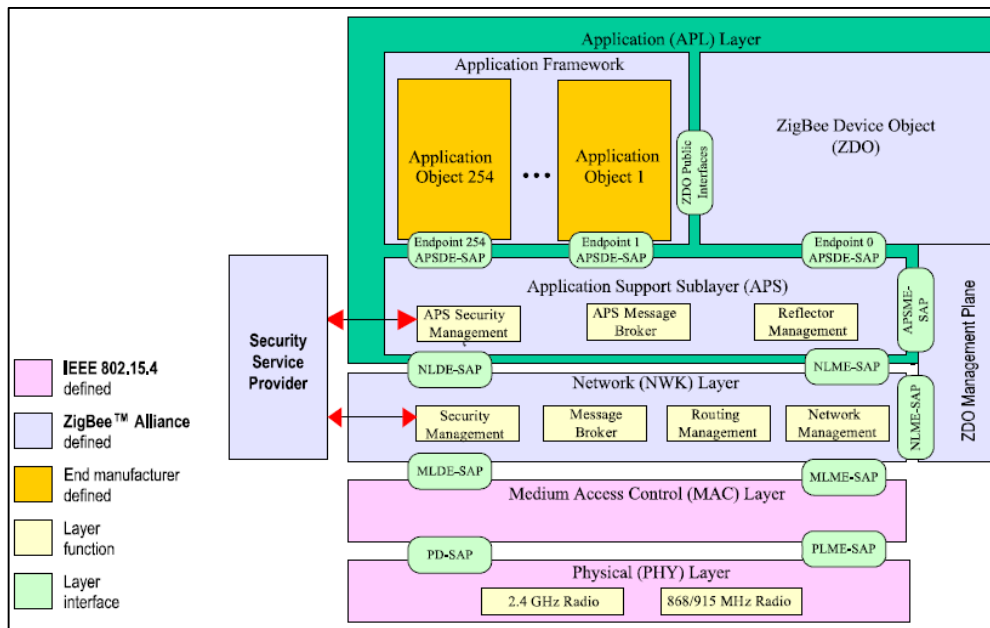 Application (APL) Layer
Application Framework
ZigBee Device Object
(ZDO)
Application
Object 254
...
Application
Object 1
ZDO Public
Interfaces
Endpoint 254
APSDE-SAP
Endpoint 1
APSDE-SAP
Endpoint 0
APSDE-SAP
Application Support Sublayer (APS)
APS Security
Management
APS Message
Broker
Reflector
Management
APSME-
SAP
Security
Service
Provider
NLDE-SAP
NLME-SAP
Network (NWK) Layer
Security
Management
Message
Broker
Routing
Management
Network
Management
NLME-SAP
ZDO Management Plane
MLDE-SAP
MLME-SAP
Medium Access Control (MAC) Layer
PD-SAP
PLME-SAP
Physical (PHY) Layer
2.4 GHz Radio
868/915 MHz Radio
IEEE 802.15.4
defined
ZigBee™ Alliance
defined
End manufacturer
defined
Layer
function
Layer
interface